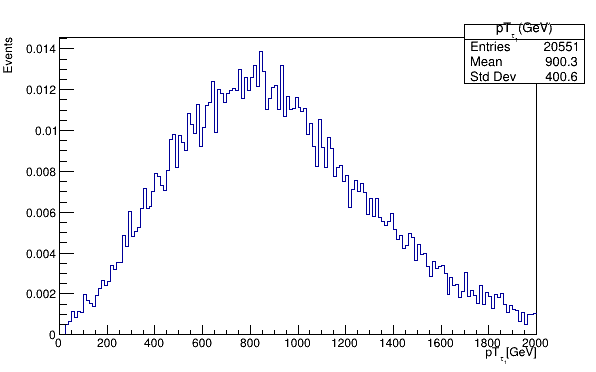 pTτ1(GeV)
Entries 20551
Mean 900.3
Std Dev 400.6
Events
0.014
0.012
0.01
0.008
0.006
0.004
0.002
0
0 200 400 600 800 1000 1200 1400 1600 1800 2000
pTτ1[GeV]